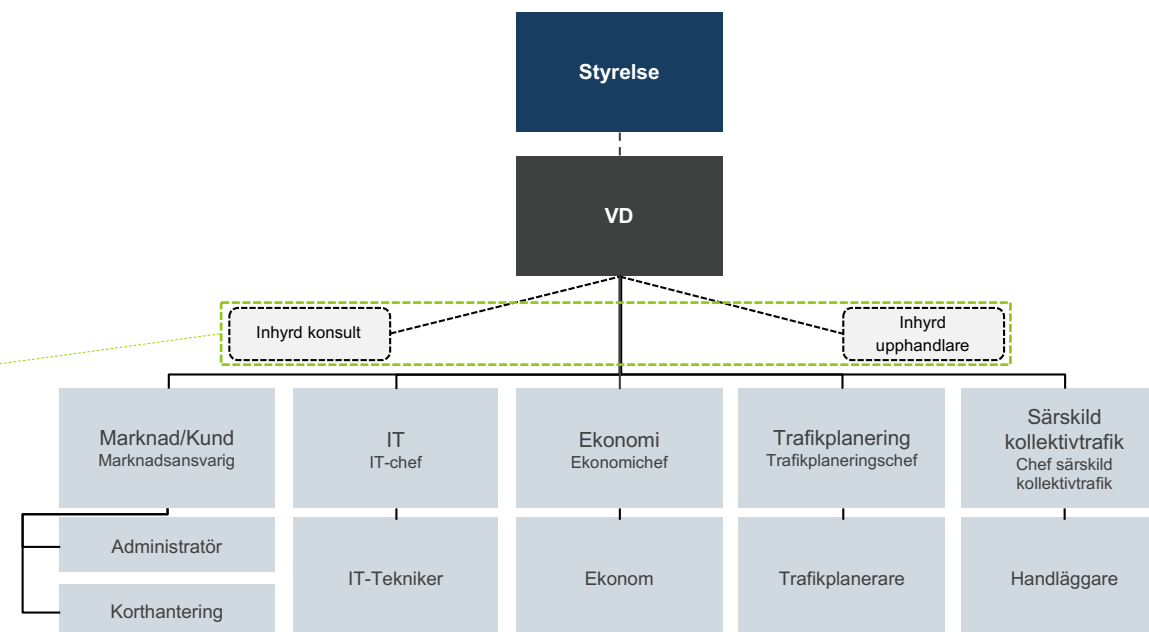 Styrelse
VD
Inhyrd konsult
Inhyrd
upphandlare
Marknad/Kund
Marknadsansvarig
IT
IT-chef
Ekonomi
Ekonomichef
Trafikplanering
Trafikplaneringschef
Särskild
kollektivtrafik
Chef särskild
kollektivtrafik
Administratör
Korthantering
IT-Tekniker
Ekonom
Trafikplanerare
Handläggare